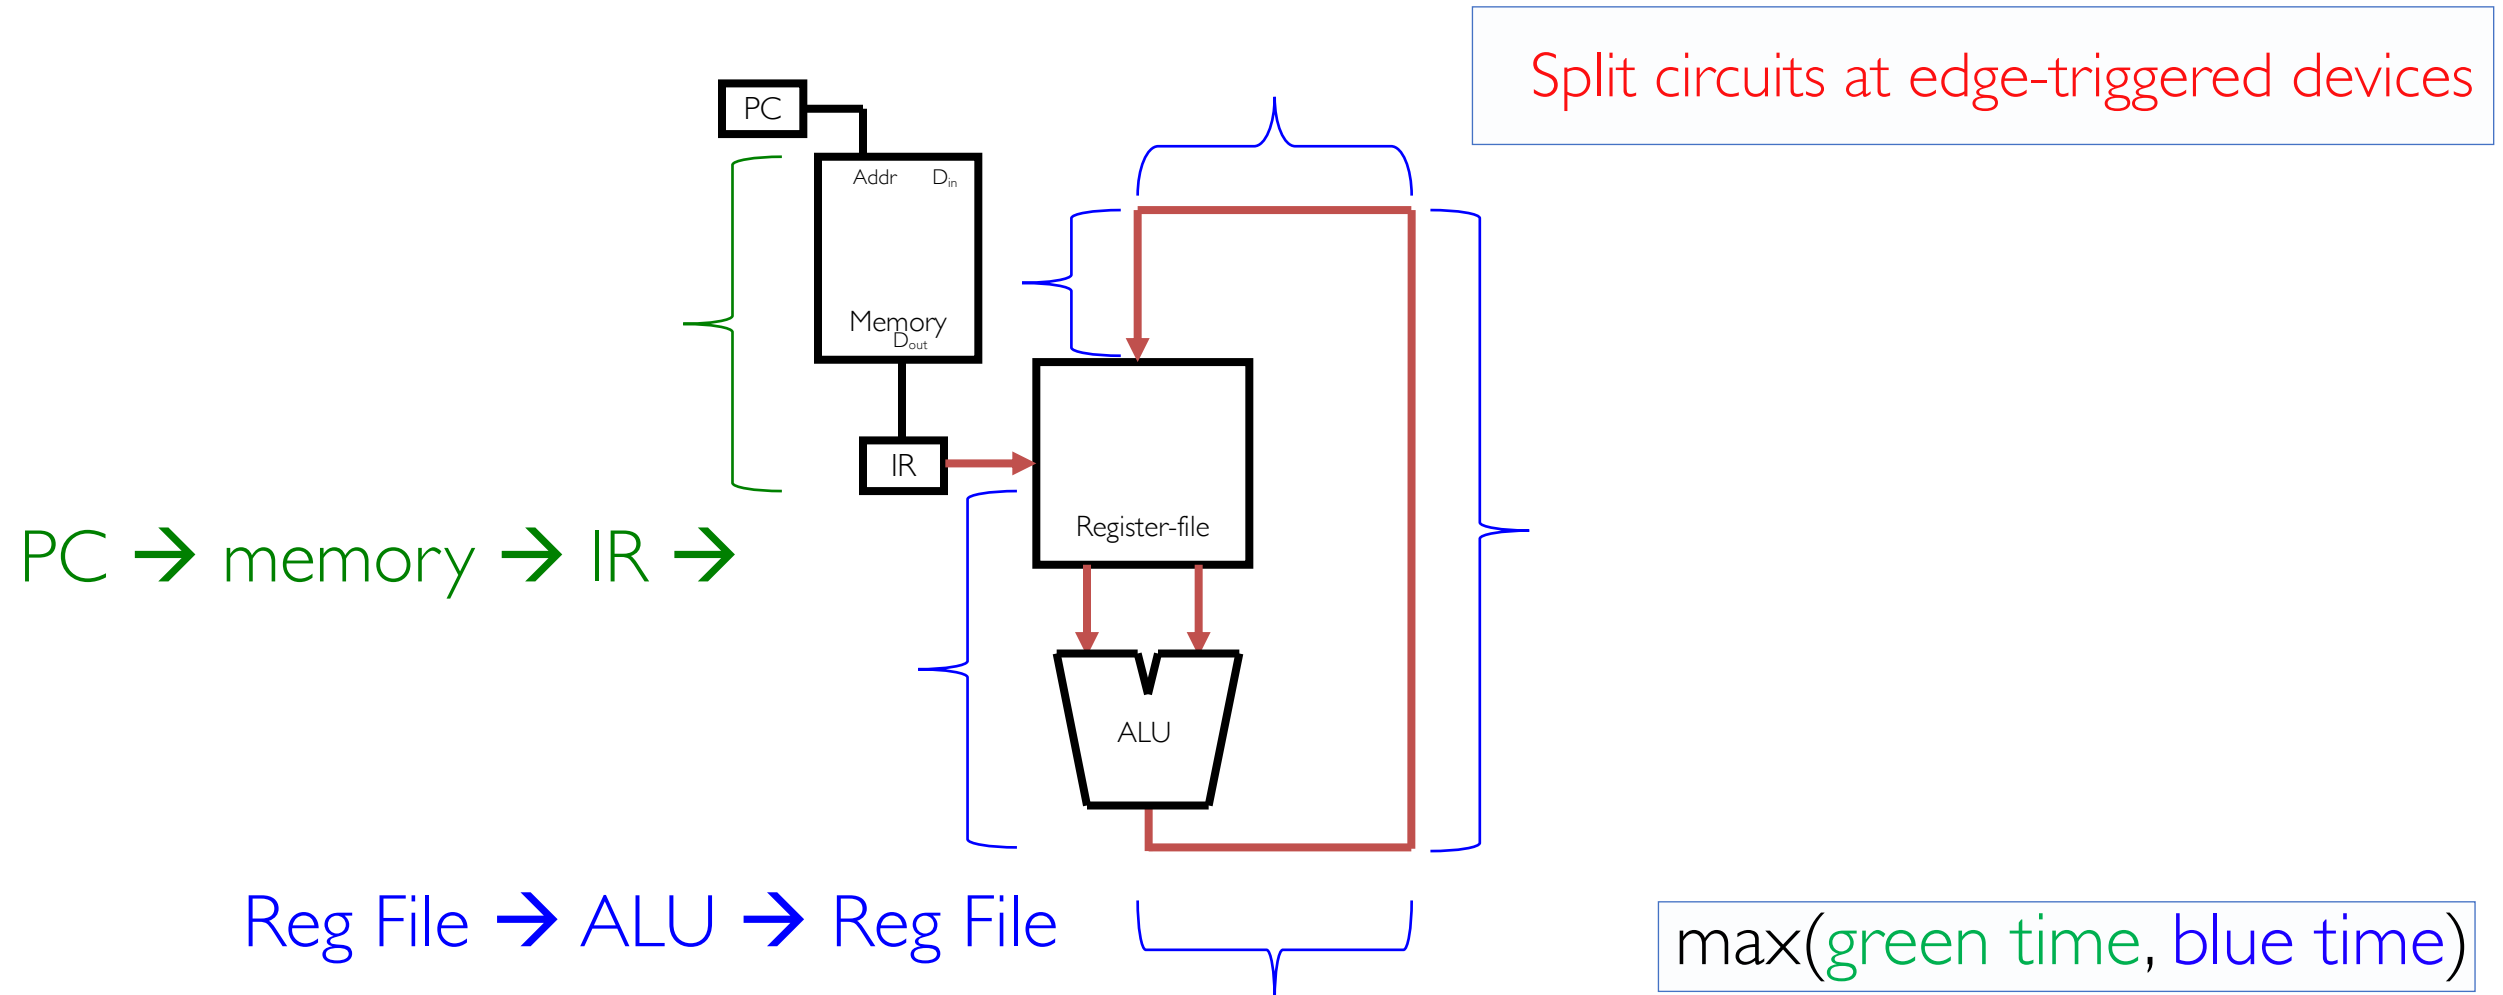 Split circuits at edge-triggered devices
PC
Addr Din
Memory
Dout
IR
Register-file
PC → memory → IR →
ALU
Reg File → ALU → Reg File
max(green time, blue time)